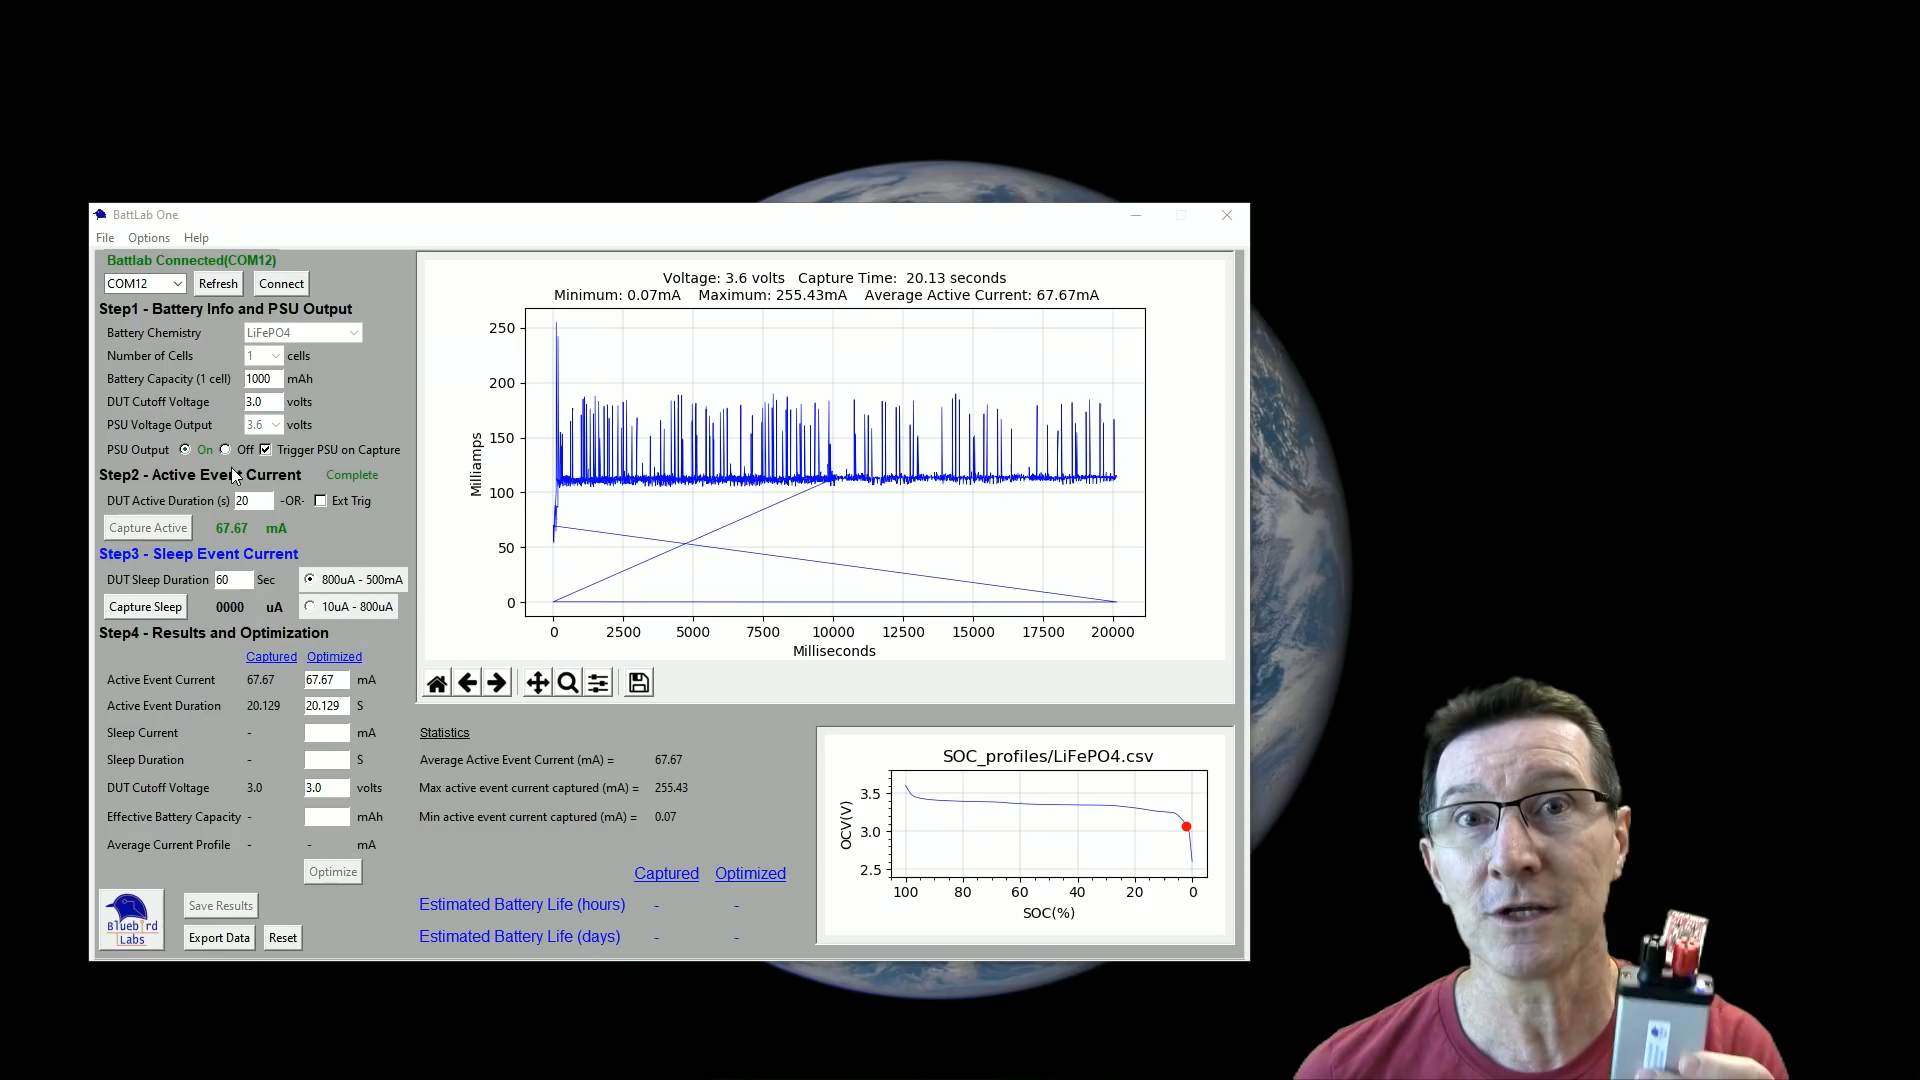 BattLab One
File Options Help
Battlab Connected(COM12)
COM12 Refresh Connect
Step1 - Battery Info and PSU Output
Battery Chemistry LiFePO4
Number of Cells 1 cells
Battery Capacity (1 cell) 1000 mAh
DUT Cutoff Voltage 3.0 volts
PSU Voltage Output 3.6 volts
PSU Output On Off Trigger PSU on Capture
Step2 - Active Event Current Complete
DUT Active Duration (s) 20 -OR- Ext Trig
Capture Active 67.67 mA
Step3 - Sleep Event Current
DUT Sleep Duration 60 Sec 800uA - 500mA
Capture Sleep 0000 uA 10uA - 800uA
Step4 - Results and Optimization
Captured Optimized
Active Event Current 67.67 67.67 mA
Active Event Duration 20.129 20.129 S
Sleep Current - mA
Sleep Duration - S
DUT Cutoff Voltage 3.0 3.0 volts
Effective Battery Capacity - mAh
Average Current Profile - - mA
Optimize
Bluebird
Labs
Save Results
Export Data Reset
Voltage: 3.6 volts Capture Time: 20.13 seconds
Minimum: 0.07mA Maximum: 255.43mA Average Active Current: 67.67mA
250
200
150
100
50
0
Milliamps
0 2500 5000 7500 10000 12500 15000 17500 20000
Milliseconds
Statistics
Average Active Event Current (mA) = 67.67
Max active event current captured (mA) = 255.43
Min active event current captured (mA) = 0.07
Captured Optimized
Estimated Battery Life (hours) - -
Estimated Battery Life (days) - -
SOC_profiles/LiFePO4.csv
3.5
3.0
2.5
OCV(V)
100 80 60 40 20 0
SOC(%)